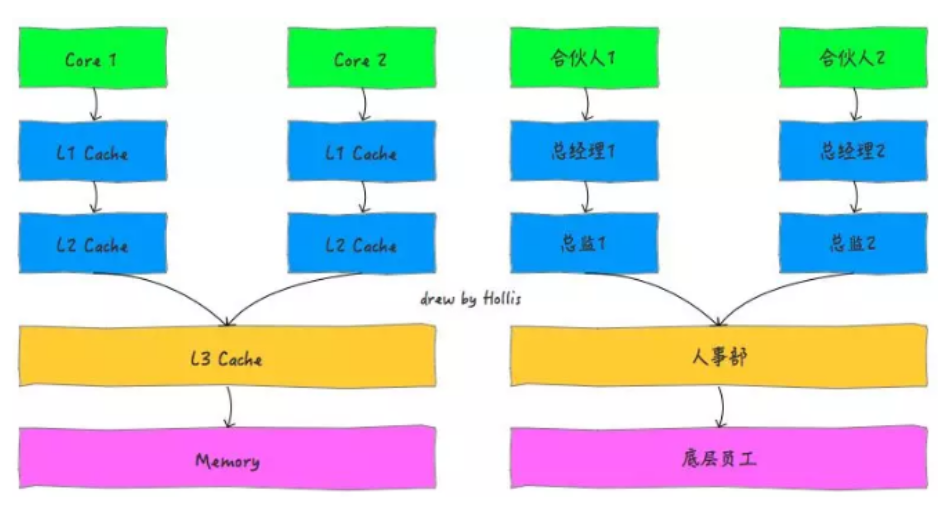 Core 1
Core 2
合伙人1
合伙人2
L1 Cache
L1 Cache
总经理1
总经理2
L2 Cache
L2 Cache
总监1
总监2
drew by Hollis
L3 Cache
人事部
Memory
底层员工